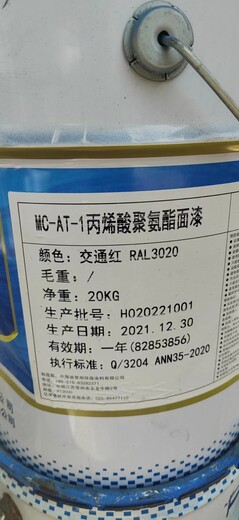 MC-AT-1丙烯酸聚氨酯面漆
颜色：交通红 RAL3020
毛重：/
净重：20KG
生产批号：H020221001
生产日期：2021.12.30
有效期：一年(82853856)
执行标准：Q/3204 ANN35-2020